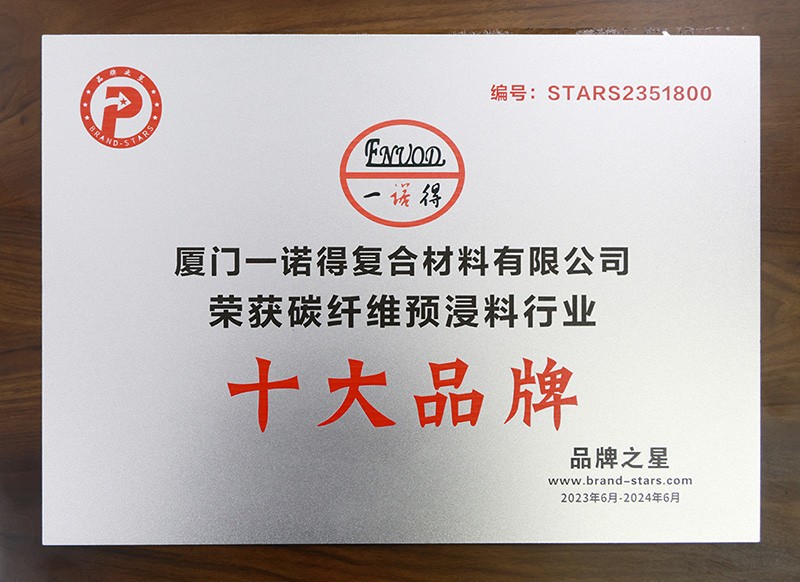 品牌之星
BRAND-STARS
编号：STARS2351800
ENUOD
一诺得
厦门一诺得复合材料有限公司
荣获碳纤维预浸料行业
十大品牌
品牌之星
www.brand-stars.com
2023年6月-2024年6月